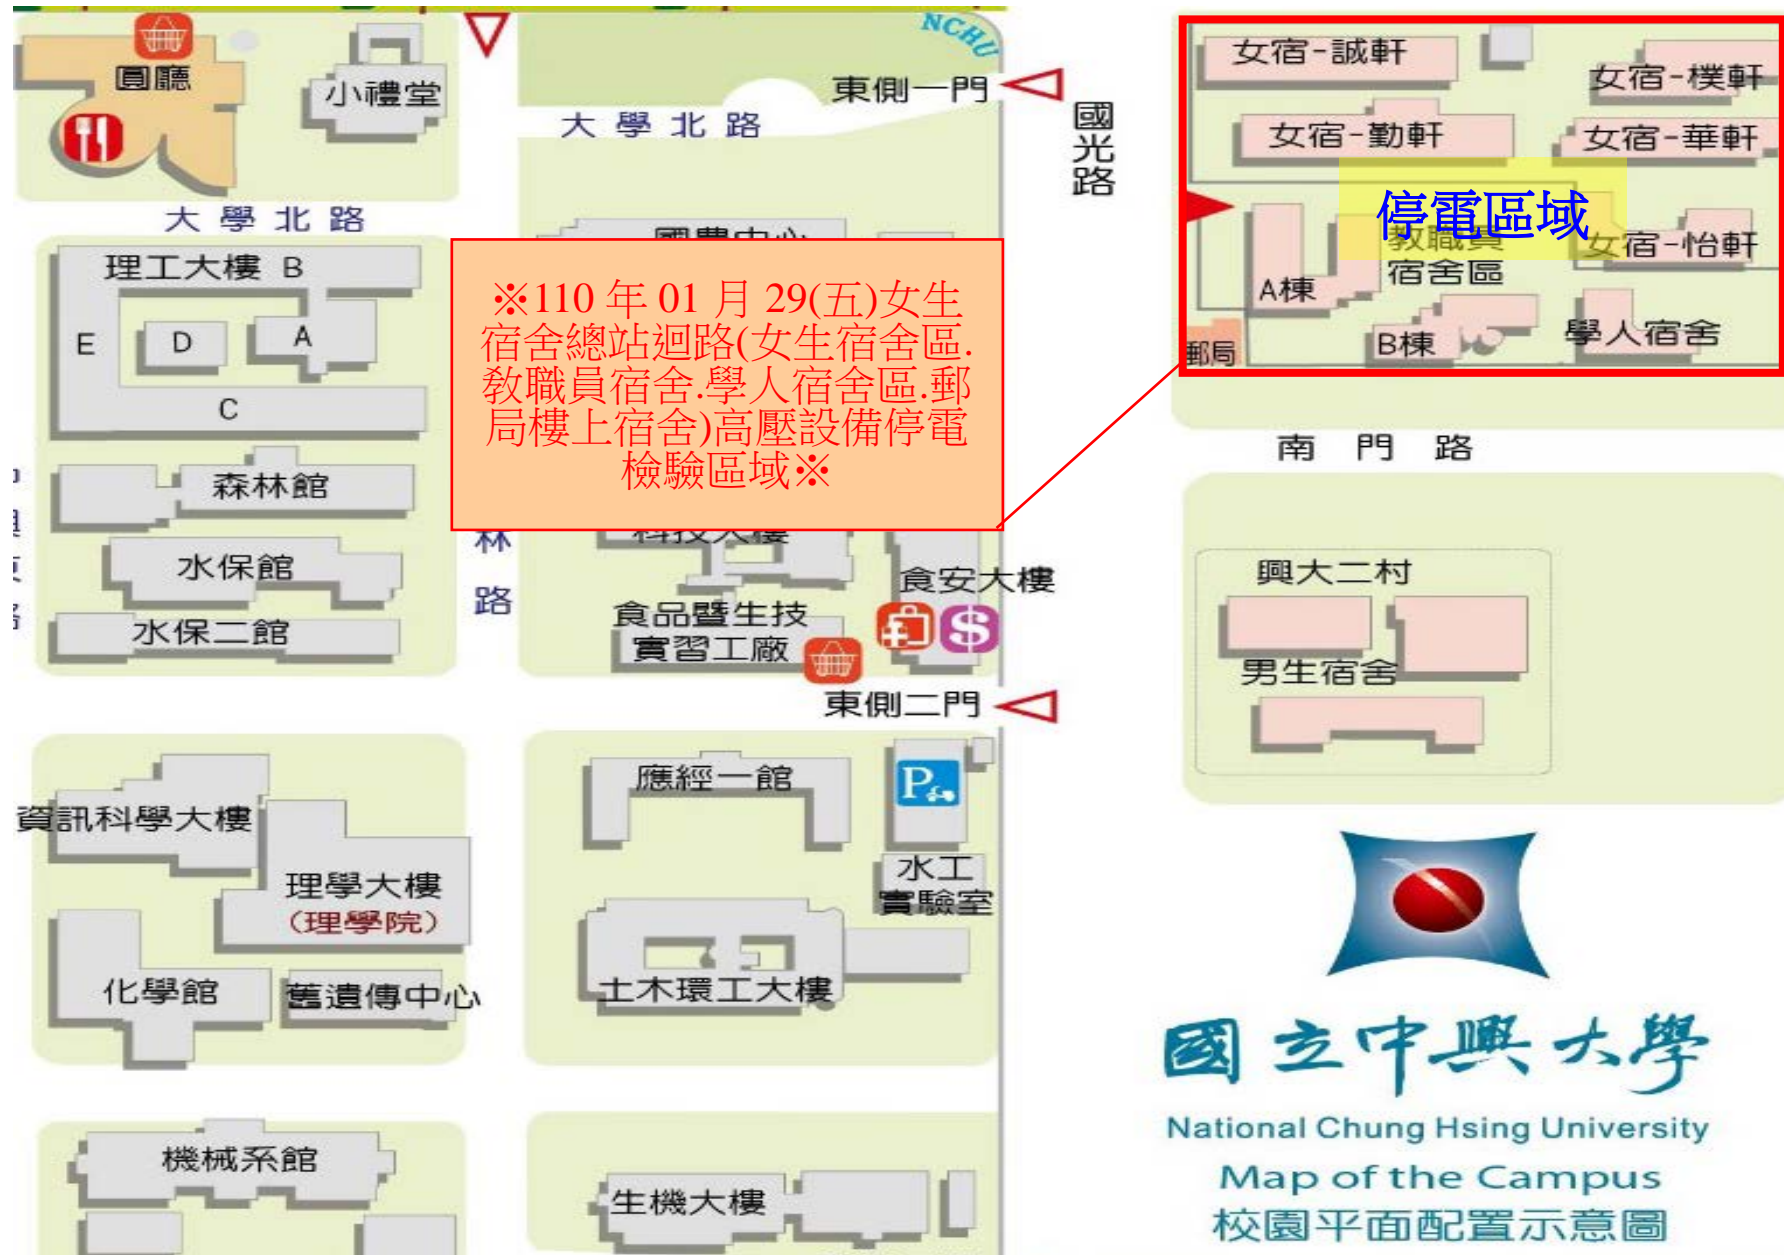 NCHU
圓廳
小禮堂
東側一門
國光路
大學北路
大學北路
女宿-誠軒
女宿-樸軒
女宿-勤軒
女宿-華軒
停電區域
教職員
宿舍區
女宿-怡軒
A棟
B棟
學人宿舍
郵局
理工大樓 B
E
D
A
C
國農中心
※110 年 01 月 29(五)女生
宿舍總站迴路(女生宿舍區.
教職員宿舍.學人宿舍區.郵
局樓上宿舍)高壓設備停電
檢驗區域※
南門路
森林館
林路
科技大樓
水保館
水保二館
食安大樓
食品暨生技
實習工廠
$
東側二門
興大二村
男生宿舍
資訊科學大樓
理學大樓
(理學院)
化學館
舊遺傳中心
應經一館
P
水工
實驗室
土木環工大樓
機械系館
生機大樓
國立中興大學
National Chung Hsing University
Map of the Campus
校園平面配置示意圖